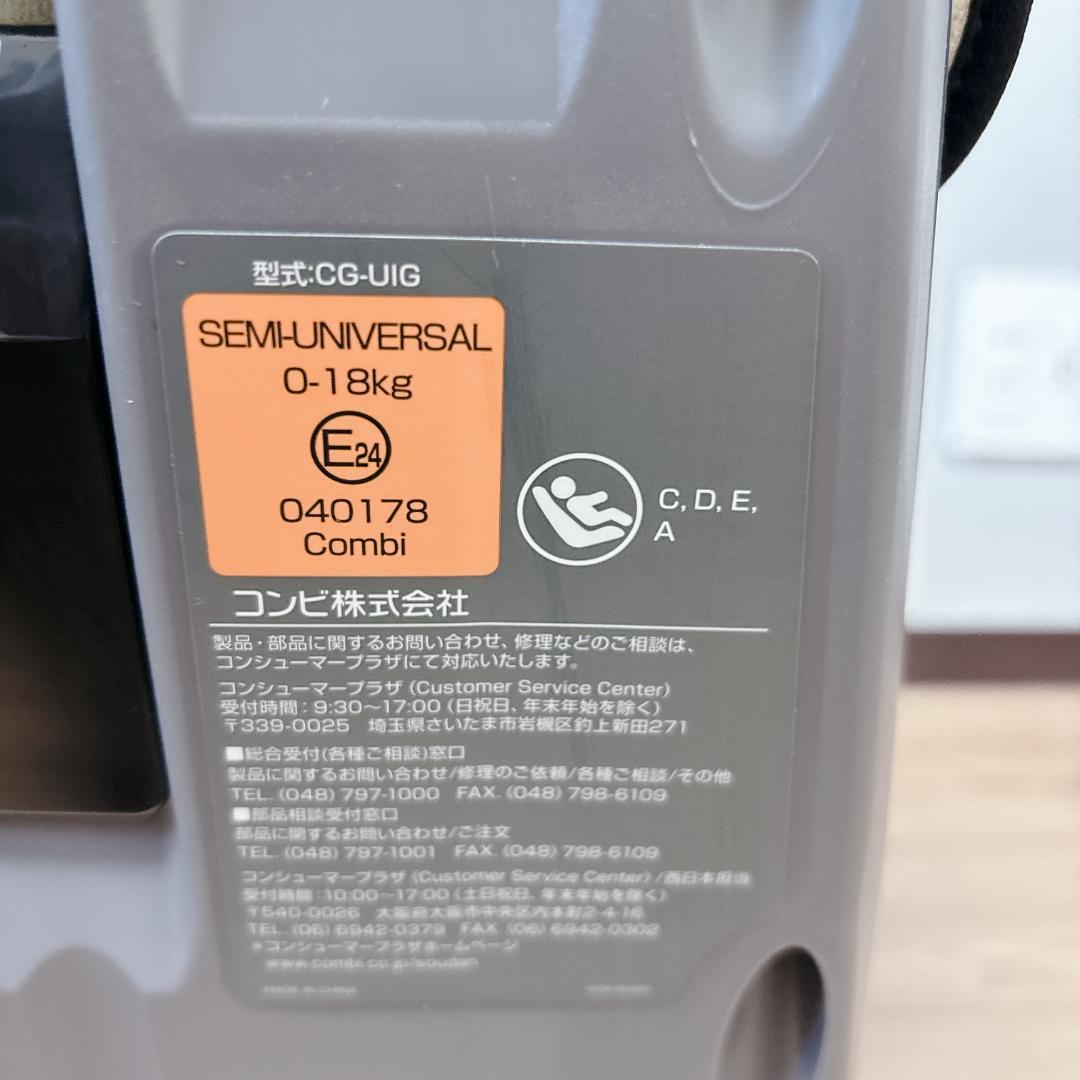 型式:CG-UIG
SEMI-UNIVERSAL
0-18kg
E24
040178
Combi
C, D, E,
A
コンビ株式会社
製品・部品に関するお問い合わせ、修理などのご相談は、
コンシューマープラザにて対応いたします。
コンシューマープラザ (Customer Service Center)
受付時間：9:30～17:00 (日祝日、年末年始を除く)
〒339-0025 埼玉県さいたま市岩槻区釣上新田271
■総合受付(各種ご相談)窓口
製品に関するお問い合わせ/修理のご依頼/各種ご相談/その他
TEL. (048) 797-1000 FAX. (048) 798-6109
■部品相談受付窓口
部品に関するお問い合わせ/ご注文
TEL. (048) 797-1001 FAX. (048) 798-6109
コンシューマープラザ (Customer Service Center) /西日本担当
受付時間：10:00～17:00 (土日祝日、年末年始を除く)
〒540-0026 大阪府大阪市中央区内本町2-4-16
TEL. (06) 6942-0379 FAX. (06) 6942-0302
*コンシューマープラザホームページ
www.combi.co.jp/soudan